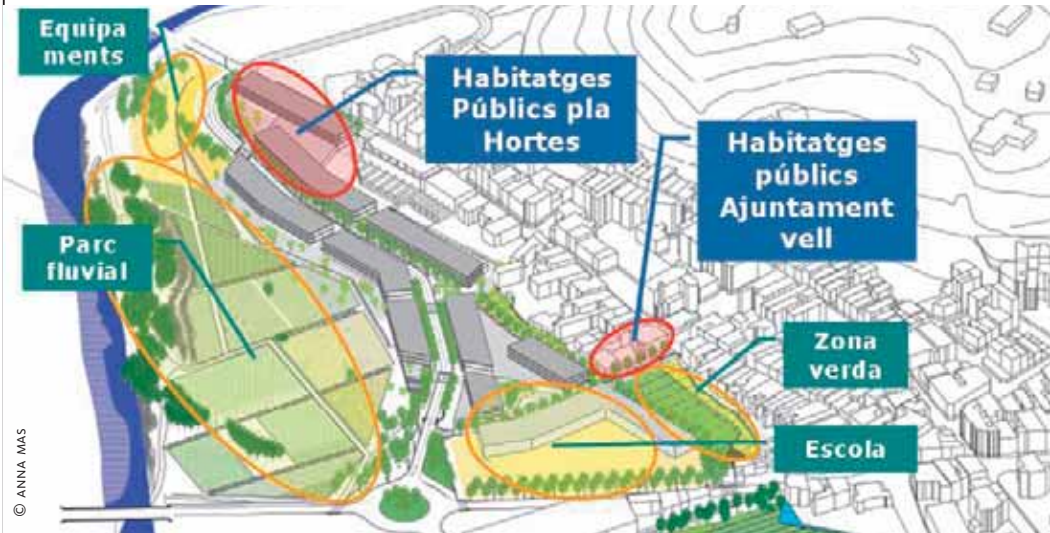 Equipa
ments
Habitatges
Públics pla
Hortes
Habitatges
públics
Ajuntament
vell
Parc
fluvial
Zona
verda
Escola
© ANNA MAS